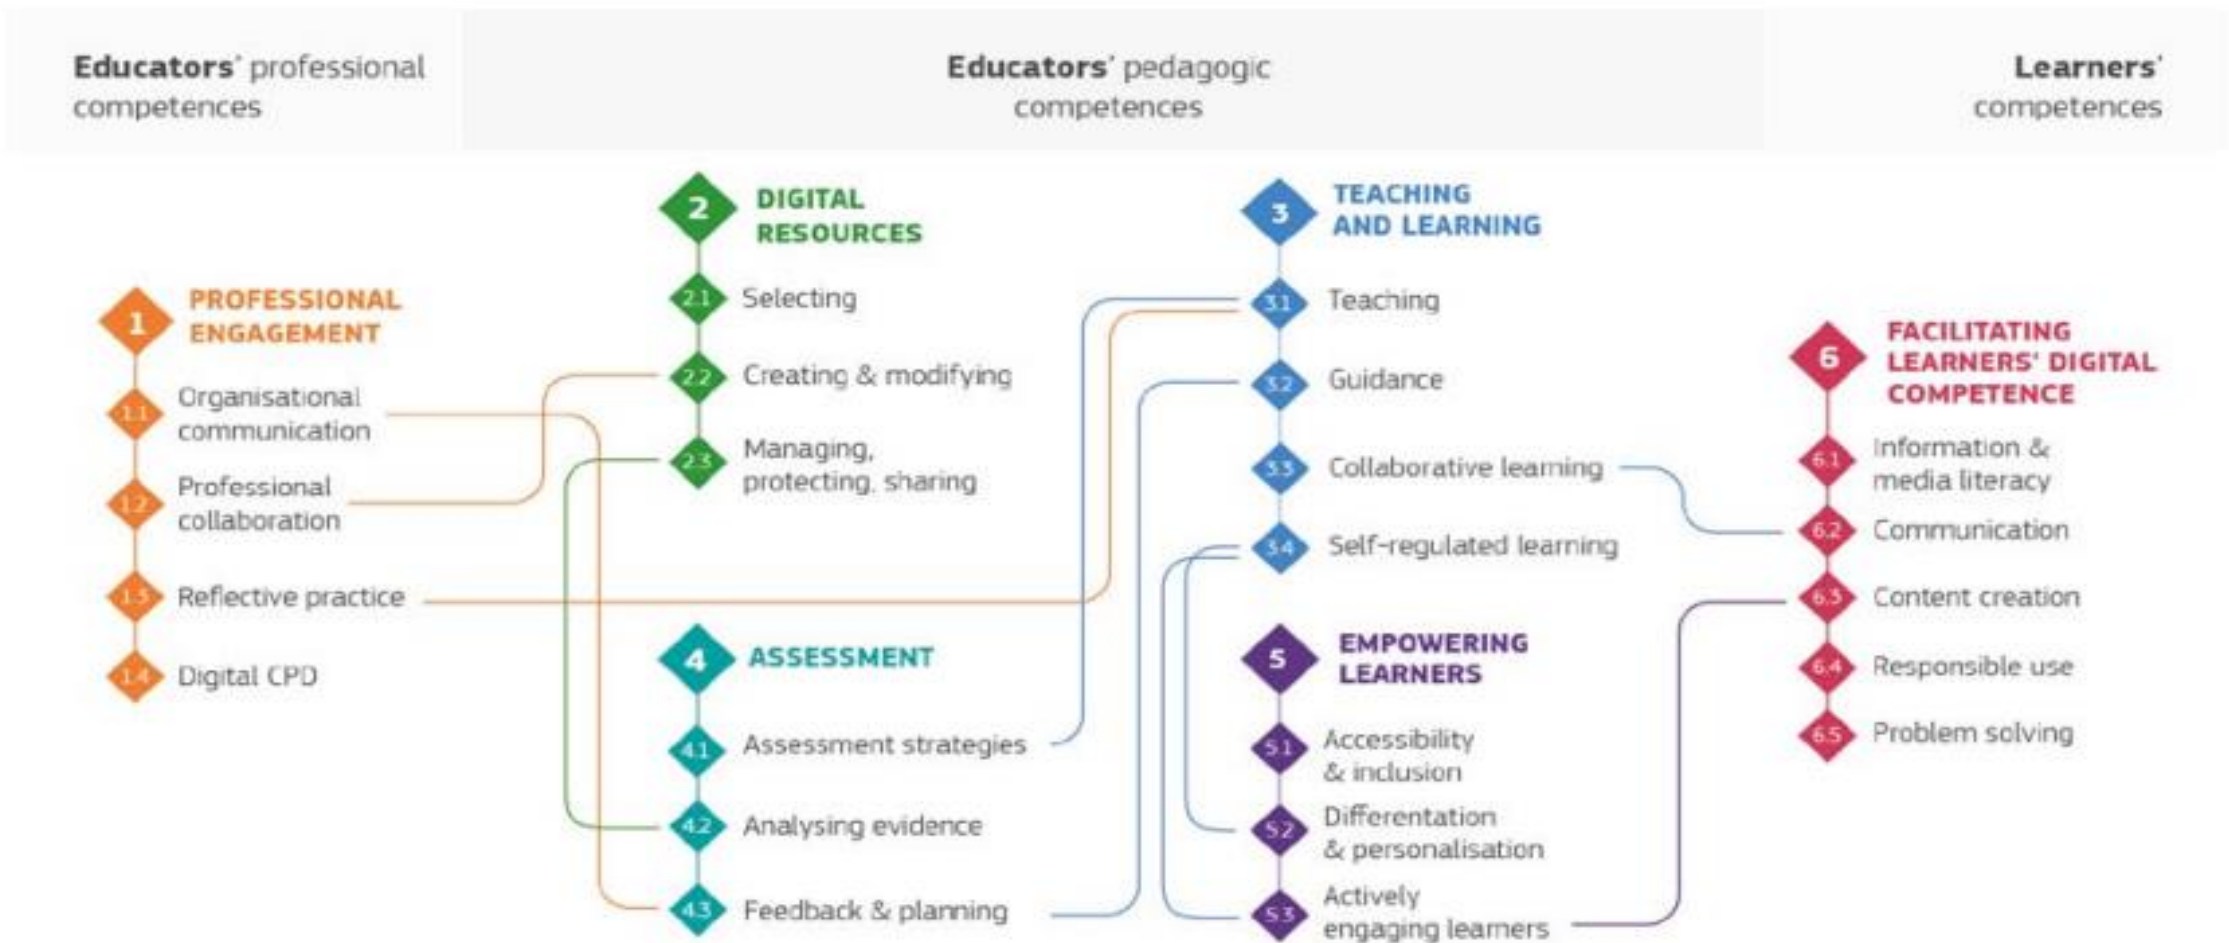 Educators' professional
competences
Educators' pedagogic
competences
Learners'
competences
1
PROFESSIONAL
ENGAGEMENT
1.1
Organisational
communication
1.2
Professional
collaboration
1.3
Reflective practice
1.4
Digital CPD
2
DIGITAL
RESOURCES
2.1
Selecting
2.2
Creating & modifying
2.3
Managing,
protecting, sharing
3
TEACHING
AND LEARNING
3.1
Teaching
3.2
Guidance
3.3
Collaborative learning
3.4
Self-regulated learning
4
ASSESSMENT
4.1
Assessment strategies
4.2
Analysing evidence
4.3
Feedback & planning
5
EMPOWERING
LEARNERS
5.1
Accessibility
& inclusion
5.2
Differentation
& personalisation
5.3
Actively
engaging learners
6
FACILITATING
LEARNERS' DIGITAL
COMPETENCE
6.1
Information &
media literacy
6.2
Communication
6.3
Content creation
6.4
Responsible use
6.5
Problem solving